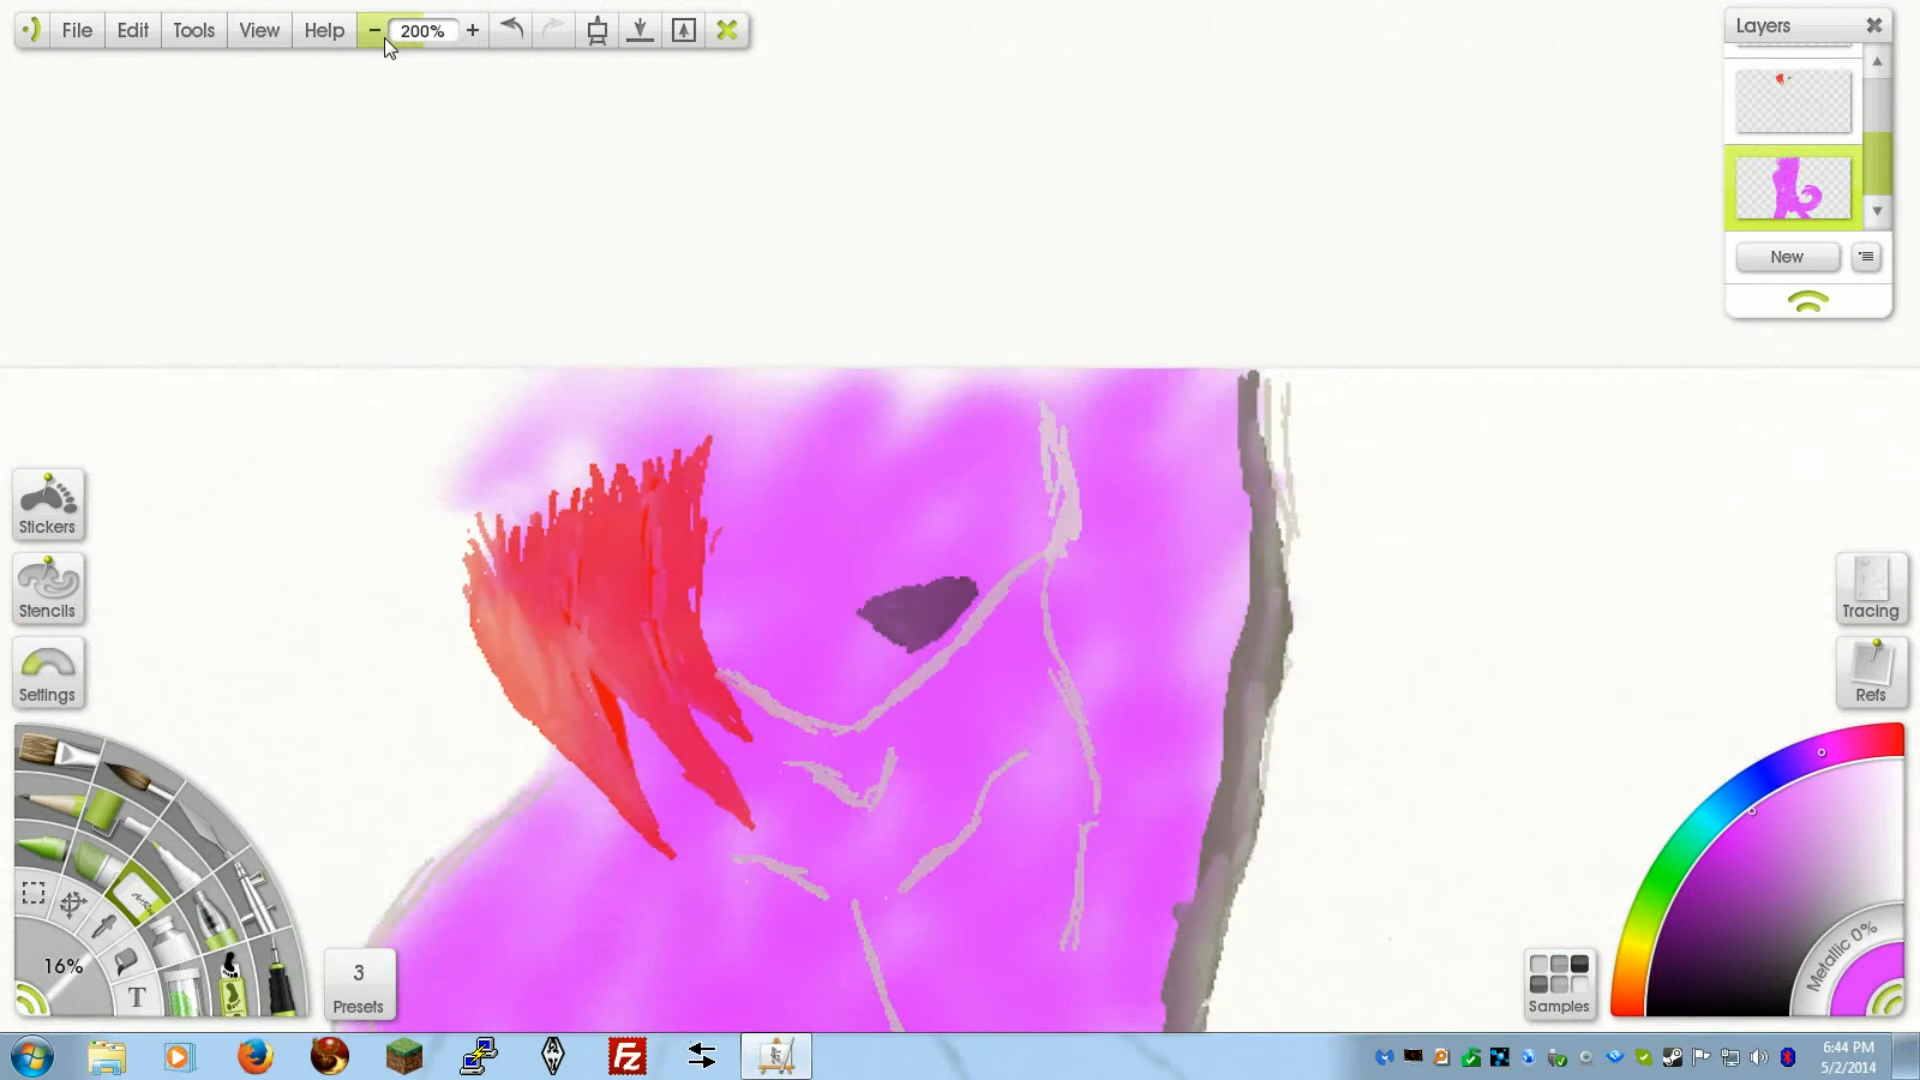 File Edit Tools View Help - 200% +
Layers
New
Stickers
Stencils
Settings
Tracing
Refs
16%
T
3
Presets
Metallic 0%
Samples
FZ
6:44 PM
5/2/2014